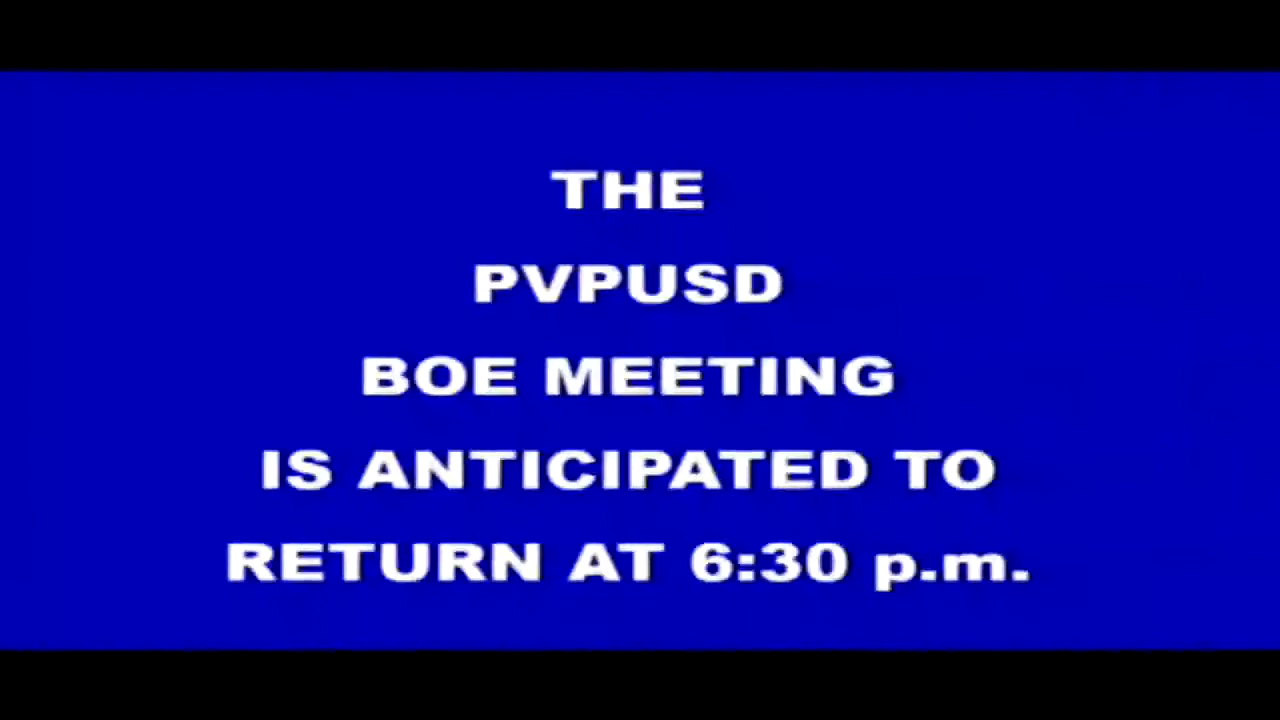 THE
PVPUSD
BOE MEETING
IS ANTICIPATED TO
RETURN AT 6:30 p.m.